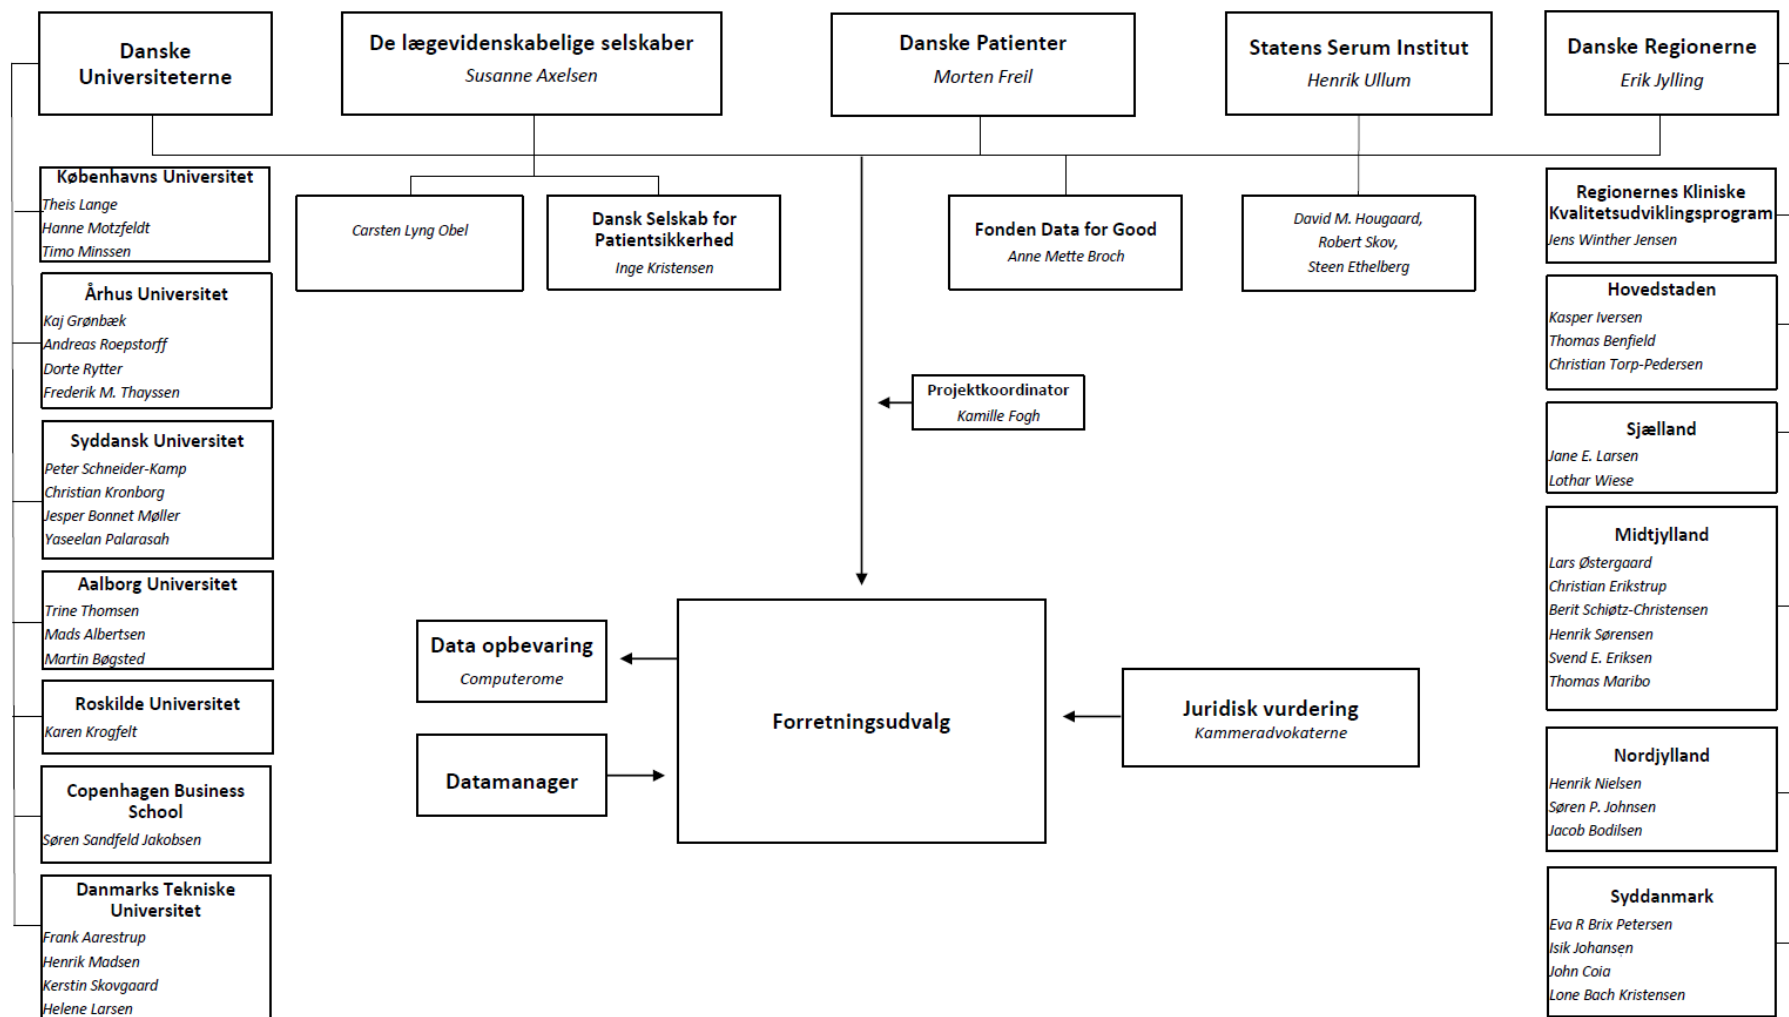 Danske
Universiteterne
De lægevidenskabelige selskaber
Susanne Axelsen
Danske Patienter
Morten Freil
Statens Serum Institut
Henrik Ullum
Danske Regionerne
Erik Jylling
Københavns Universitet
Theis Lange
Hanne Motzfeldt
Timo Minssen
Århus Universitet
Kaj Grønbæk
Andreas Roepstorff
Dorte Rytter
Frederik M. Thayssen
Syddansk Universitet
Peter Schneider-Kamp
Christian Kronborg
Jesper Bonnet Møller
Yaseelan Palarasah
Aalborg Universitet
Trine Thomsen
Mads Albertsen
Martin Bøgsted
Roskilde Universitet
Karen Krogfelt
Copenhagen Business
School
Søren Sandfeld Jakobsen
Danmarks Tekniske
Universitet
Frank Aarestrup
Henrik Madsen
Kerstin Skovgaard
Helene Larsen
Carsten Lyng Obel
Dansk Selskab for
Patientsikkerhed
Inge Kristensen
Fonden Data for Good
Anne Mette Broch
David M. Hougaard,
Robert Skov,
Steen Ethelberg
Projektkoordinator
Kamille Fogh
Data opbevaring
Computerome
Datamanager
Forretningsudvalg
Juridisk vurdering
Kammeradvokaterne
Regionernes Kliniske
Kvalitetsudviklingsprogram
Jens Winther Jensen
Hovedstaden
Kasper Iversen
Thomas Benfield
Christian Torp-Pedersen
Sjælland
Jane E. Larsen
Lothar Wiese
Midtjylland
Lars Østergaard
Christian Erikstrup
Berit Schiøtz-Christensen
Henrik Sørensen
Svend E. Eriksen
Thomas Maribo
Nordjylland
Henrik Nielsen
Søren P. Johnsen
Jacob Bodilsen
Syddanmark
Eva R Brix Petersen
Isik Johansen
John Coia
Lone Bach Kristensen